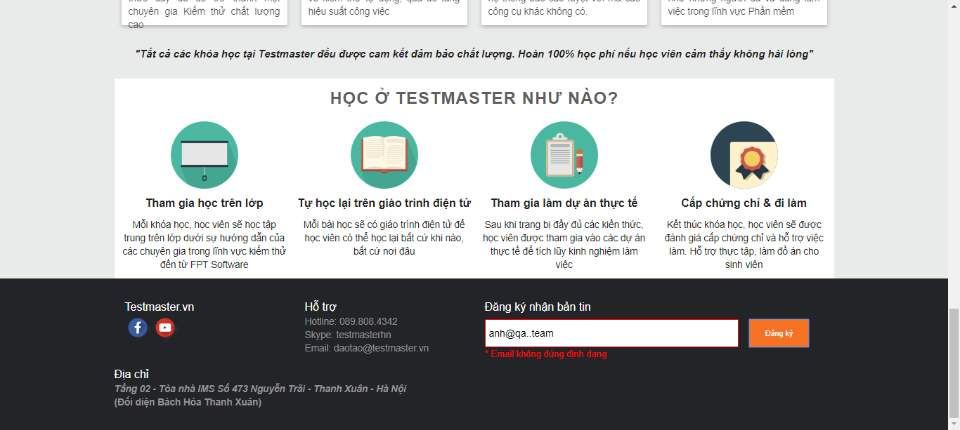 chuyên gia Kiểm thử chất lượng
cao
hiệu suất công việc
công cụ khác không có.
việc trong lĩnh vực Phần mềm
"Tất cả các khóa học tại Testmaster đều được cam kết đảm bảo chất lượng. Hoàn 100% học phí nếu học viên cảm thấy không hài lòng"
HỌC Ở TESTMASTER NHƯ NÀO?
Tham gia học trên lớp
Mỗi khóa học, học viên sẽ học tập
trung trên lớp dưới sự hướng dẫn của
các chuyên gia trong lĩnh vực kiểm thử
đến từ FPT Software
Tự học lại trên giáo trình điện tử
Mỗi bài học sẽ có giáo trình điện tử để
học viên có thể học lại bất cứ khi nào,
bất cứ nơi đâu
Tham gia làm dự án thực tế
Sau khi trang bị đầy đủ các kiến thức,
học viên được tham gia vào các dự án
thực tế để tích lũy kinh nghiệm làm
việc
Cấp chứng chỉ & đi làm
Kết thúc khóa học, học viên sẽ được
đánh giá cấp chứng chỉ và hỗ trợ việc
làm. Hỗ trợ thực tập, làm đồ án cho
sinh viên
Testmaster.vn
Hỗ trợ
Hotline: 089.808.4342
Skype: testmasterhn
Email: daotao@testmaster.vn
Đăng ký nhận bản tin
anh@qa..team
Đăng ký
* Email không đúng định dạng
Địa chỉ
Tầng 02 - Tòa nhà IMS Số 473 Nguyễn Trãi - Thanh Xuân - Hà Nội
(Đối diện Bách Hóa Thanh Xuân)